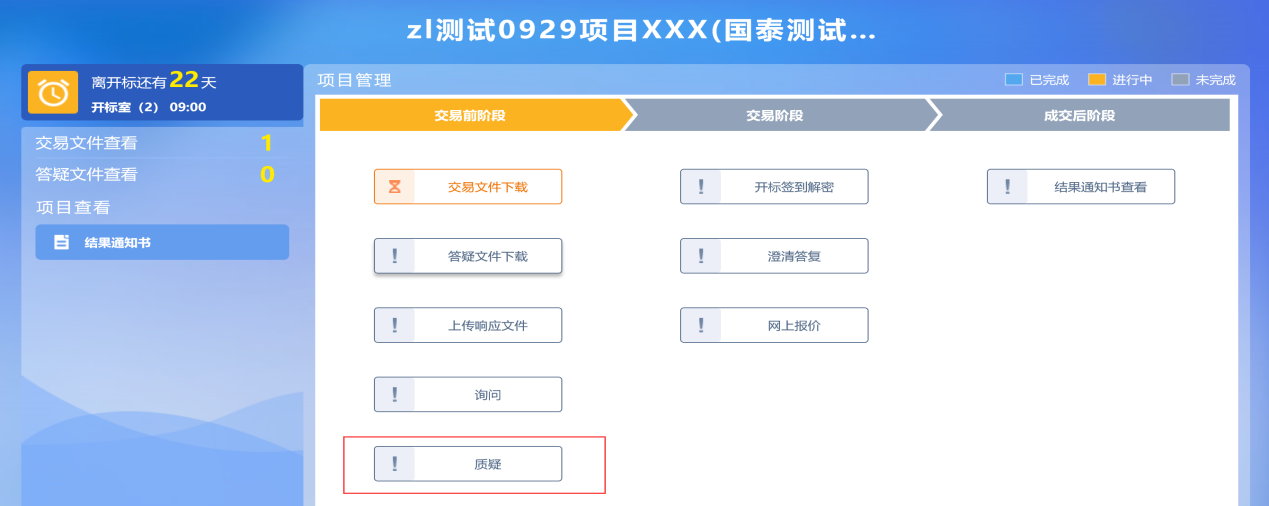 zl测试0929项目XXX(国泰测试...
离开标还有22天
开标室（2） 09:00
交易文件查看 1
答疑文件查看 0
项目查看
结果通知书
项目管理
已完成 进行中 未完成
交易前阶段 交易阶段 成交后阶段
交易文件下载 开标签到解密 结果通知书查看
答疑文件下载 澄清答复
上传响应文件 网上报价
询问
质疑